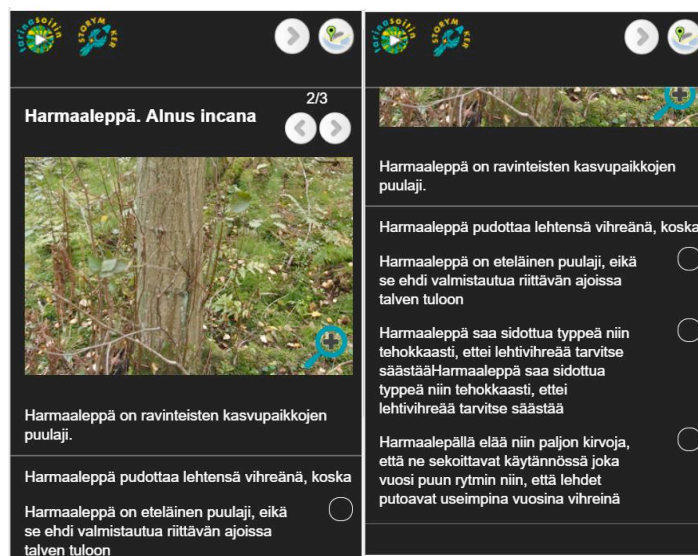 tarinasoitin
STORYMAKER
2/3
Harmaaleppä. Alnus incana
Harmaaleppä on ravinteisten kasvupaikkojen
puulaji.
Harmaaleppä pudottaa lehtensä vihreänä, koska
Harmaaleppä on eteläinen puulaji, eikä
se ehdi valmistautua riittävän ajoissa
talven tuloon
tarinasoitin
STORYMAKER
Harmaaleppä on ravinteisten kasvupaikkojen
puulaji.
Harmaaleppä pudottaa lehtensä vihreänä, koska
Harmaaleppä on eteläinen puulaji, eikä
se ehdi valmistautua riittävän ajoissa
talven tuloon
Harmaaleppä saa sidottua typpeä niin
tehokkaasti, ettei lehtivihreää tarvitse
säästääHarmaaleppä saa sidottua
typpeä niin tehokkaasti, ettei
lehtivihreää tarvitse säästää
Harmaalepällä elää niin paljon kirvoja,
että ne sekoittavat käytännössä joka
vuosi puun rytmin niin, että lehdet
putoavat useimpina vuosina vihreinä